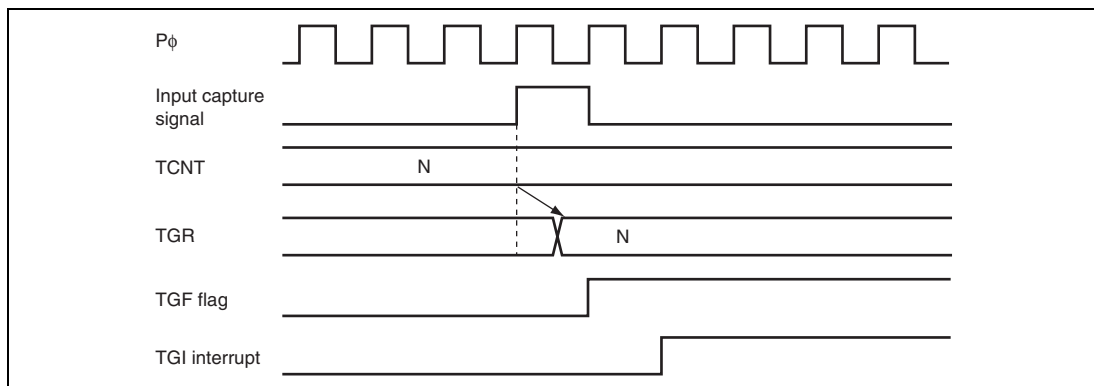 Pϕ
Input capture
signal
TCNT
N
TGR
N
TGF flag
TGI interrupt